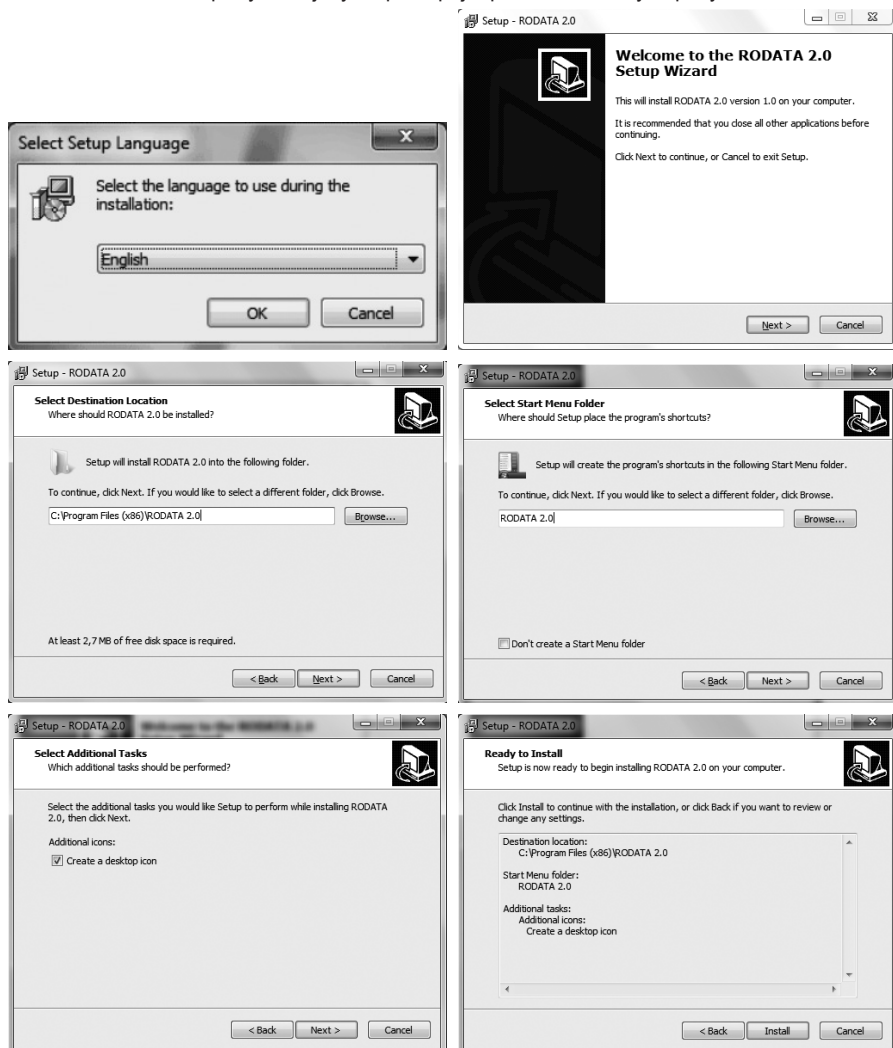 Select Setup Language
Select the language to use during the
installation:
English
OK
Cancel
Setup - RODATA 2.0
Welcome to the RODATA 2.0
Setup Wizard
This will install RODATA 2.0 version 1.0 on your computer.
It is recommended that you close all other applications before
continuing.
Click Next to continue, or Cancel to exit Setup.
Next >
Cancel
Setup - RODATA 2.0
Select Destination Location
Where should RODATA 2.0 be installed?
Setup will install RODATA 2.0 into the following folder.
To continue, click Next. If you would like to select a different folder, click Browse.
C:\Program Files (x86)\RODATA 2.0
Browse...
At least 2,7 MB of free disk space is required.
< Back
Next >
Cancel
Setup - RODATA 2.0
Select Start Menu Folder
Where should Setup place the program's shortcuts?
Setup will create the program's shortcuts in the following Start Menu folder.
To continue, click Next. If you would like to select a different folder, click Browse.
RODATA 2.0
Browse...
Don't create a Start Menu folder
< Back
Next >
Cancel
Setup - RODATA 2.0
Select Additional Tasks
Which additional tasks should be performed?
Select the additional tasks you would like Setup to perform while installing RODATA
2.0, then click Next.
Additional icons:
Create a desktop icon
< Back
Next >
Cancel
Setup - RODATA 2.0
Ready to Install
Setup is now ready to begin installing RODATA 2.0 on your computer.
Click Install to continue with the installation, or click Back if you want to review or
change any settings.
Destination location:
C:\Program Files (x86)\RODATA 2.0
Start Menu folder:
RODATA 2.0
Additional tasks:
Additional icons:
Create a desktop icon
< Back
Install
Cancel